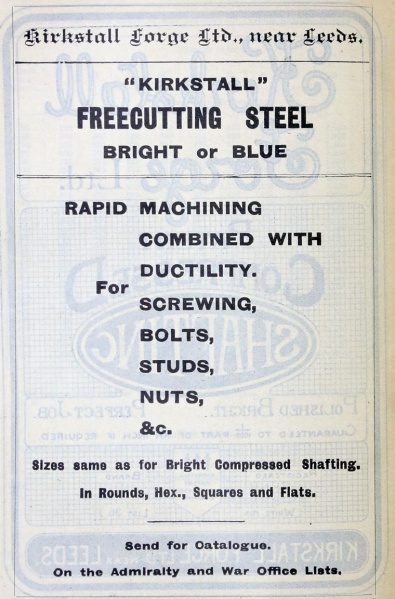 Kirkstall Forge Ltd., near Leeds.
"KIRKSTALL"
FREECUTTING STEEL
BRIGHT or BLUE
RAPID MACHINING
COMBINED WITH
DUCTILITY.
For
SCREWING,
BOLTS,
STUDS,
NUTS,
&c.
Sizes same as for Bright Compressed Shafting.
In Rounds, Hex., Squares and Flats.
Send for Catalogue.
On the Admiralty and War Office Lists.